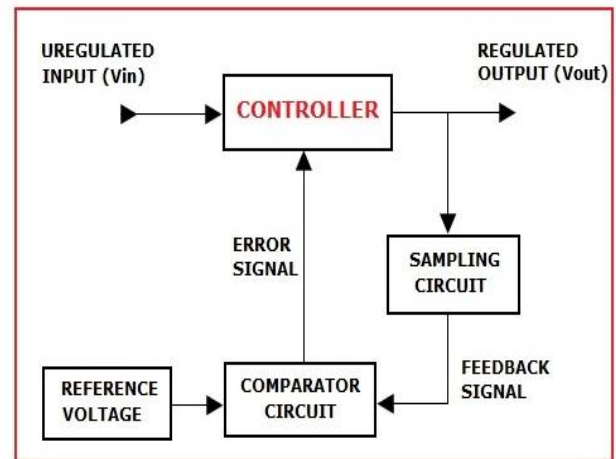 UREGULATED
INPUT (Vin)
REGULATED
OUTPUT (Vout)
CONTROLLER
ERROR
SIGNAL
SAMPLING
CIRCUIT
REFERENCE
VOLTAGE
COMPARATOR
CIRCUIT
FEEDBACK
SIGNAL